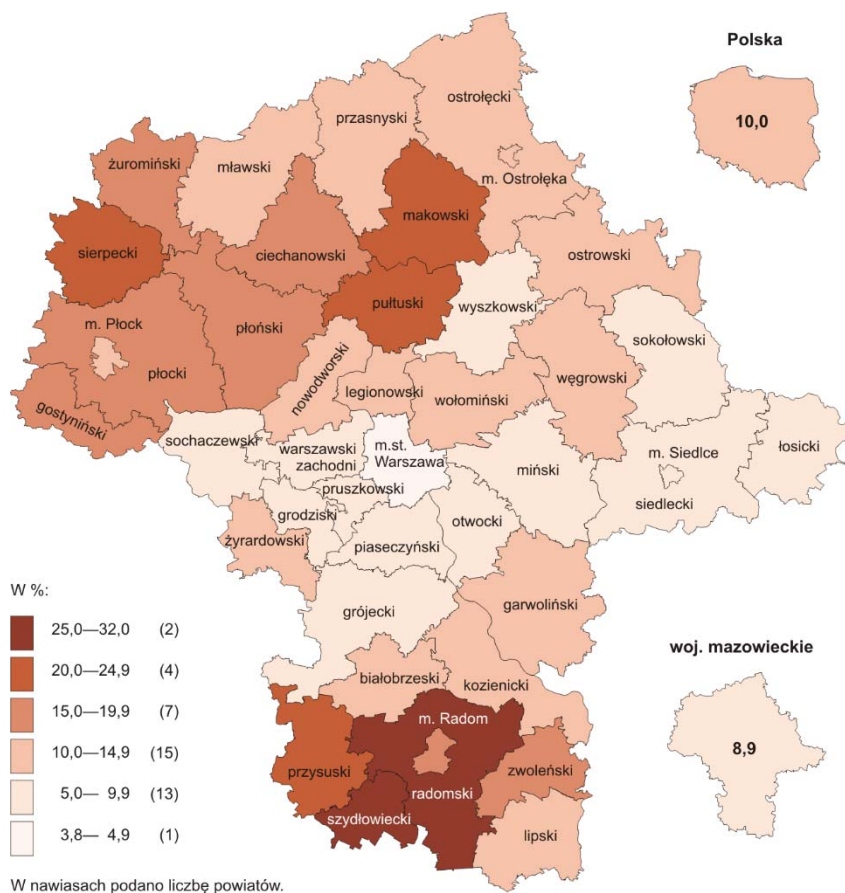 Polska
10,0
ostrołęcki
przasnyski
żuromiński
mławski
m. Ostrołęka
makowski
sierpecki
ciechanowski
ostrowski
pułtuski
wyszkowski
m. Płock
płoński
sokołowski
płocki
nowodworski
legionowski
wołomiński
węgrowski
gostyniński
sochaczewski
warszawski
zachodni
m.st.
Warszawa
m. Siedlce
łosicki
miński
pruszkowski
siedlecki
grodziski
otwocki
żyrardowski
piaseczyński
W %:
grójecki
garwoliński
25,0—32,0 (2)
20,0—24,9 (4)
białobrzeski
kozienicki
woj. mazowieckie
15,0—19,9 (7)
m. Radom
8,9
10,0—14,9 (15)
przysuski
zwoleński
radomski
5,0— 9,9 (13)
szydłowiecki
3,8— 4,9 (1)
lipski
W nawiasach podano liczbę powiatów.